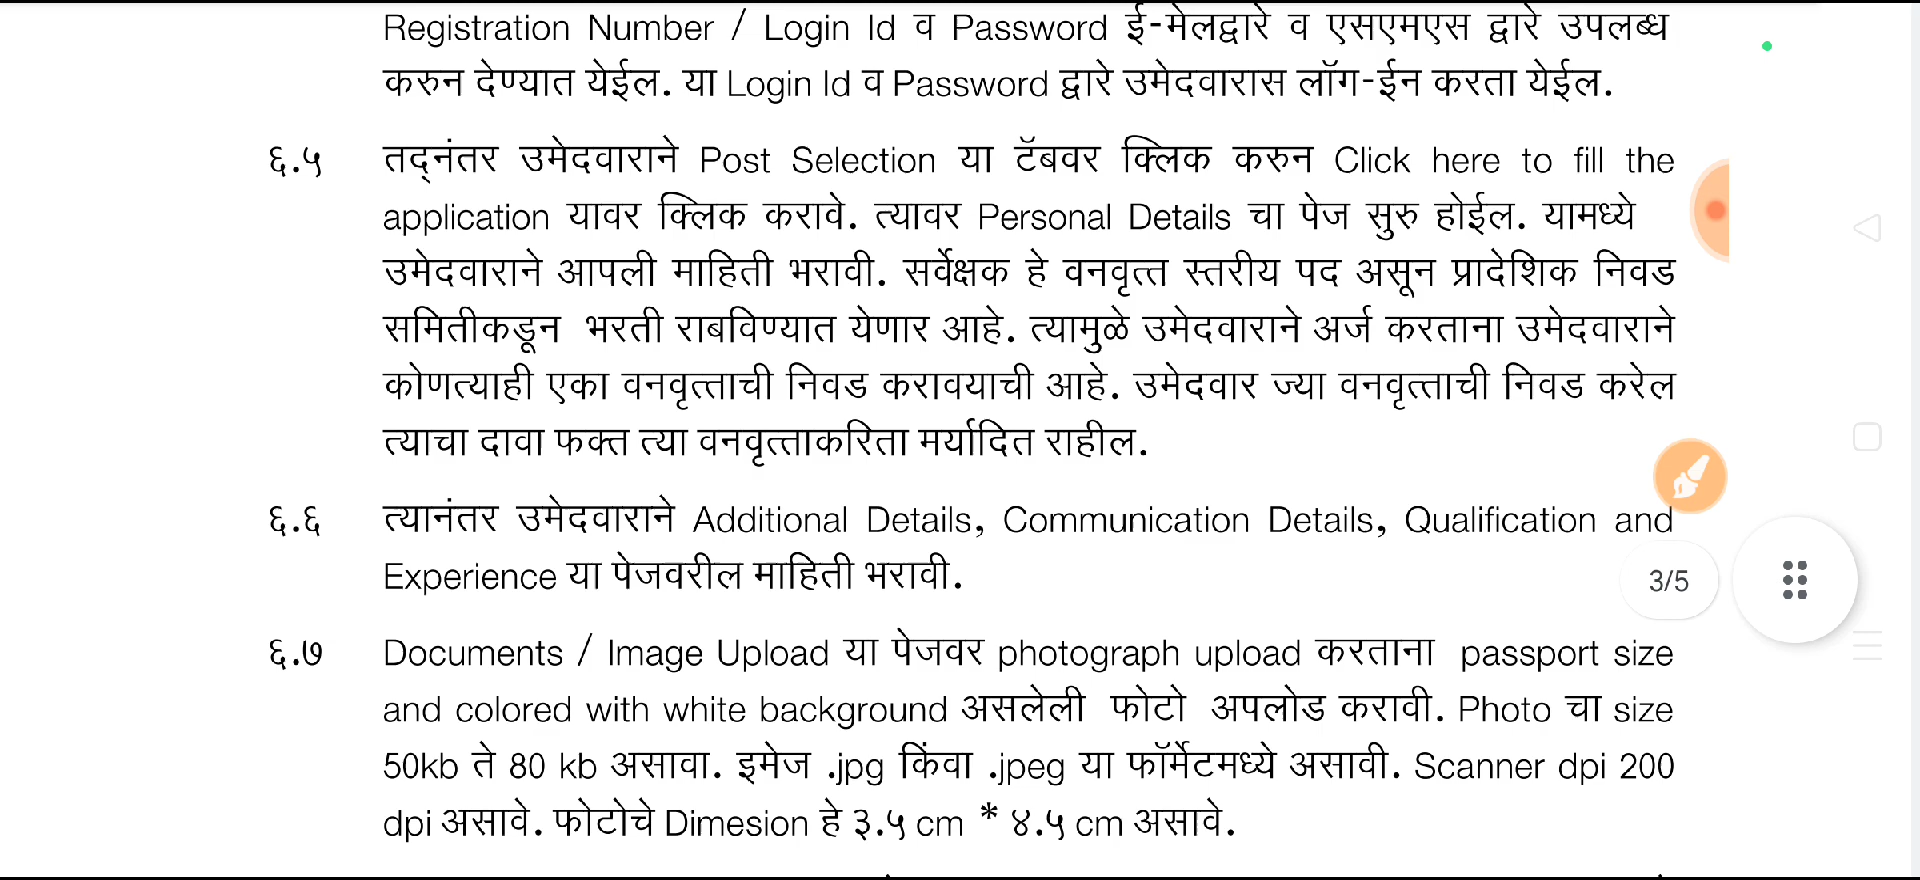 Registration Number / Login Id व Password ई-मेलद्वारे व एसएमएस द्वारे उपलब्ध
करुन देण्यात येईल. या Login Id व Password द्वारे उमेदवारास लॉग-ईन करता येईल.
६.५ तद्नंतर उमेदवाराने Post Selection या टॅबवर क्लिक करुन Click here to fill the
application यावर क्लिक करावे. त्यावर Personal Details चा पेज सुरु होईल. यामध्ये
उमेदवाराने आपली माहिती भरावी. सर्वेक्षक हे वनवृत्त स्तरीय पद असून प्रादेशिक निवड
समितीकडून भरती राबविण्यात येणार आहे. त्यामुळे उमेदवाराने अर्ज करताना उमेदवाराने
कोणत्याही एका वनवृत्ताची निवड करावयाची आहे. उमेदवार ज्या वनवृत्ताची निवड करेल
त्याचा दावा फक्त त्या वनवृत्ताकरिता मर्यादित राहील.
६.६ त्यानंतर उमेदवाराने Additional Details, Communication Details, Qualification and
Experience या पेजवरील माहिती भरावी.
3/5
६.७ Documents / Image Upload या पेजवर photograph upload करताना passport size
and colored with white background असलेली फोटो अपलोड करावी. Photo चा size
50kb ते 80 kb असावा. इमेज .jpg किंवा .jpeg या फॉर्मेटमध्ये असावी. Scanner dpi 200
dpi असावे. फोटोचे Dimesion हे ३.५ cm * ४.५ cm असावे.